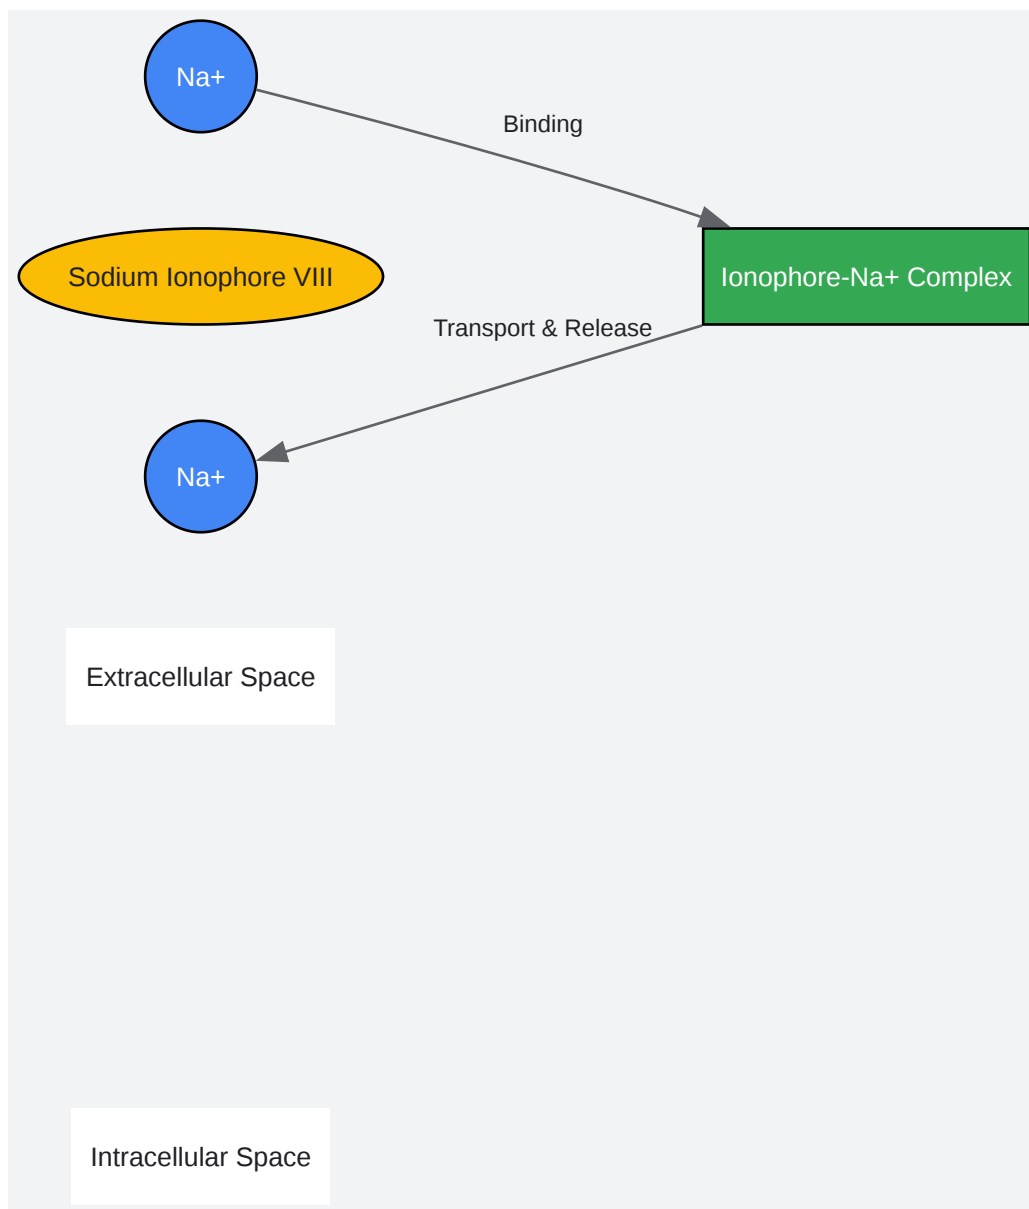 Na+
Binding
Sodium Ionophore VIII
Ionophore-Na+ Complex
Transport & Release
Na+
Extracellular Space
Intracellular Space